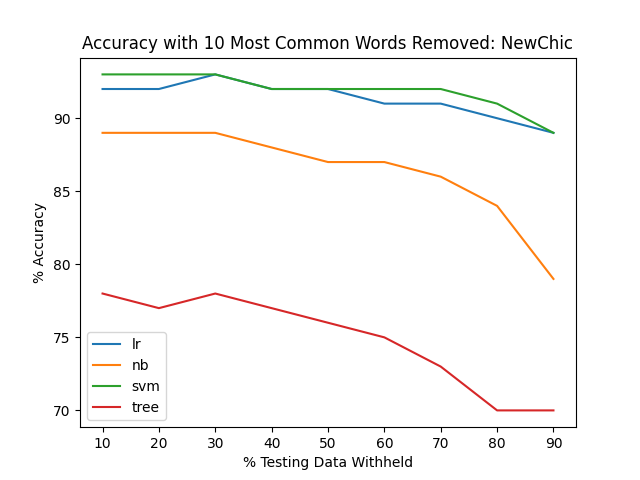 Accuracy with 10 Most Common Words Removed: NewChic
% Accuracy
90
85
80
75
70
lr
nb
svm
tree
10 20 30 40 50 60 70 80 90
% Testing Data Withheld